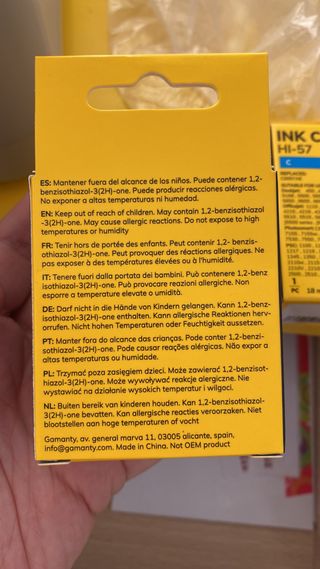 ES: Mantener fuera del alcance de los niños. Puede contener 1,2-
benzisothiazol-3(2H)-one. Puede producir reacciones alérgicas.
No exponer a altas temperaturas ni humedad.
EN: Keep out of reach of children. May contain 1,2-benzisothiazol
-3(2H)-one. May cause allergic reactions. Do not expose to high
temperatures or humidity
FR: Tenir hors de portée des enfants. Peut contenir 1,2- benzis-
othiazol-3(2H)-one. Peut provoquer des réactions allergiques. Ne
pas exposer à des températures élevées ou à l'humidité.
IT: Tenere fuori dalla portata dei bambini. Può contenere 1,2-benz
isothiazol-3(2H)-one. Può provocare reazioni allergiche. Non
esporre a temperature elevate o umidità.
DE: Darf nicht in die Hände von Kindern gelangen. Kann 1,2-benz-
isothiazol-3(2H)-one enthalten. Kann allergische Reaktionen herv-
orrufen. Nicht hohen Temperaturen oder Feuchtigkeit aussetzen.
PT: Manter fora do alcance das crianças. Pode conter 1,2-benzi-
sothiazol-3(2H)-one. Pode causar reações alérgicas. Não expor a
altas temperaturas ou humidade.
PL: Trzymać poza zasięgiem dzieci. Może zawierać 1,2-benzisot-
hiazol-3(2H)-one. Może wywoływać reakcje alergiczne. Nie
wystawiać na działanie wysokich temperatur i wilgoci.
NL: Buiten bereik van kinderen houden. Kan 1,2-benzisothiazol-
3(2H)-one bevatten. Kan allergische reacties veroorzaken. Niet
blootstellen aan hoge temperaturen of vocht
Gamanty, av. general marva 11, 03005 alicante, spain,
info@gamanty.com. Made in China. Not OEM product
INK C
HI-57
C
SUITABLE FOR U
1
PC
18 m